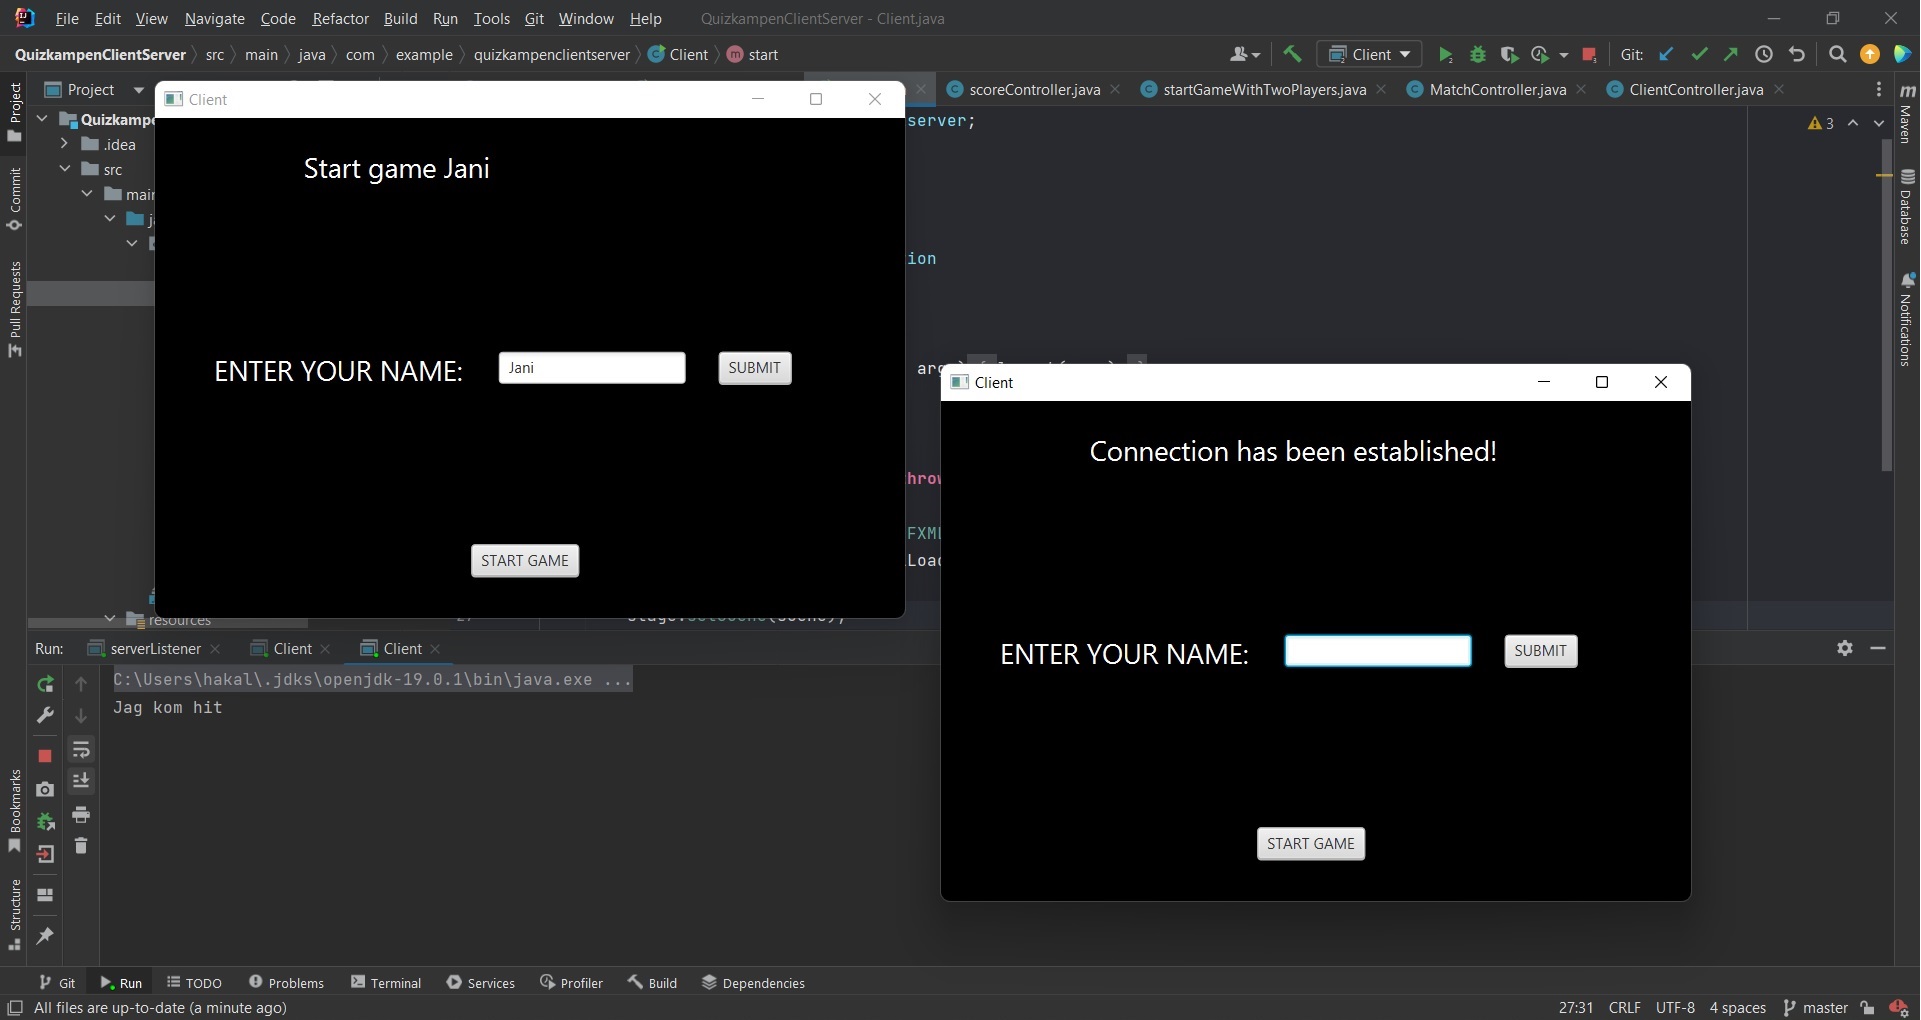 File Edit View Navigate Code Refactor Build Run Tools Git Window Help QuizkampenClientServer - Client.java
QuizkampenClientServer src main java com example quizkampenclientserver Client start
Client Git:
Project
scoreController.java startGameWithTwoPlayers.java MatchController.java ClientController.java
Client
Quizkampe
.idea
src
main
server;
3
Start game Jani
ion
ENTER YOUR NAME: Jani SUBMIT
START GAME
hrow
FXML
Load
resources
27
stage.setScene(scene);
Client
Connection has been established!
ENTER YOUR NAME: SUBMIT
START GAME
Run: serverListener Client Client
C:\Users\hakal\.jdks\openjdk-19.0.1\bin\java.exe ...
Jag kom hit
Project
Commit
Pull Requests
Bookmarks
Structure
Maven
Database
Notifications
Git Run TODO Problems Terminal Services Profiler Build Dependencies
All files are up-to-date (a minute ago)
27:31 CRLF UTF-8 4 spaces master